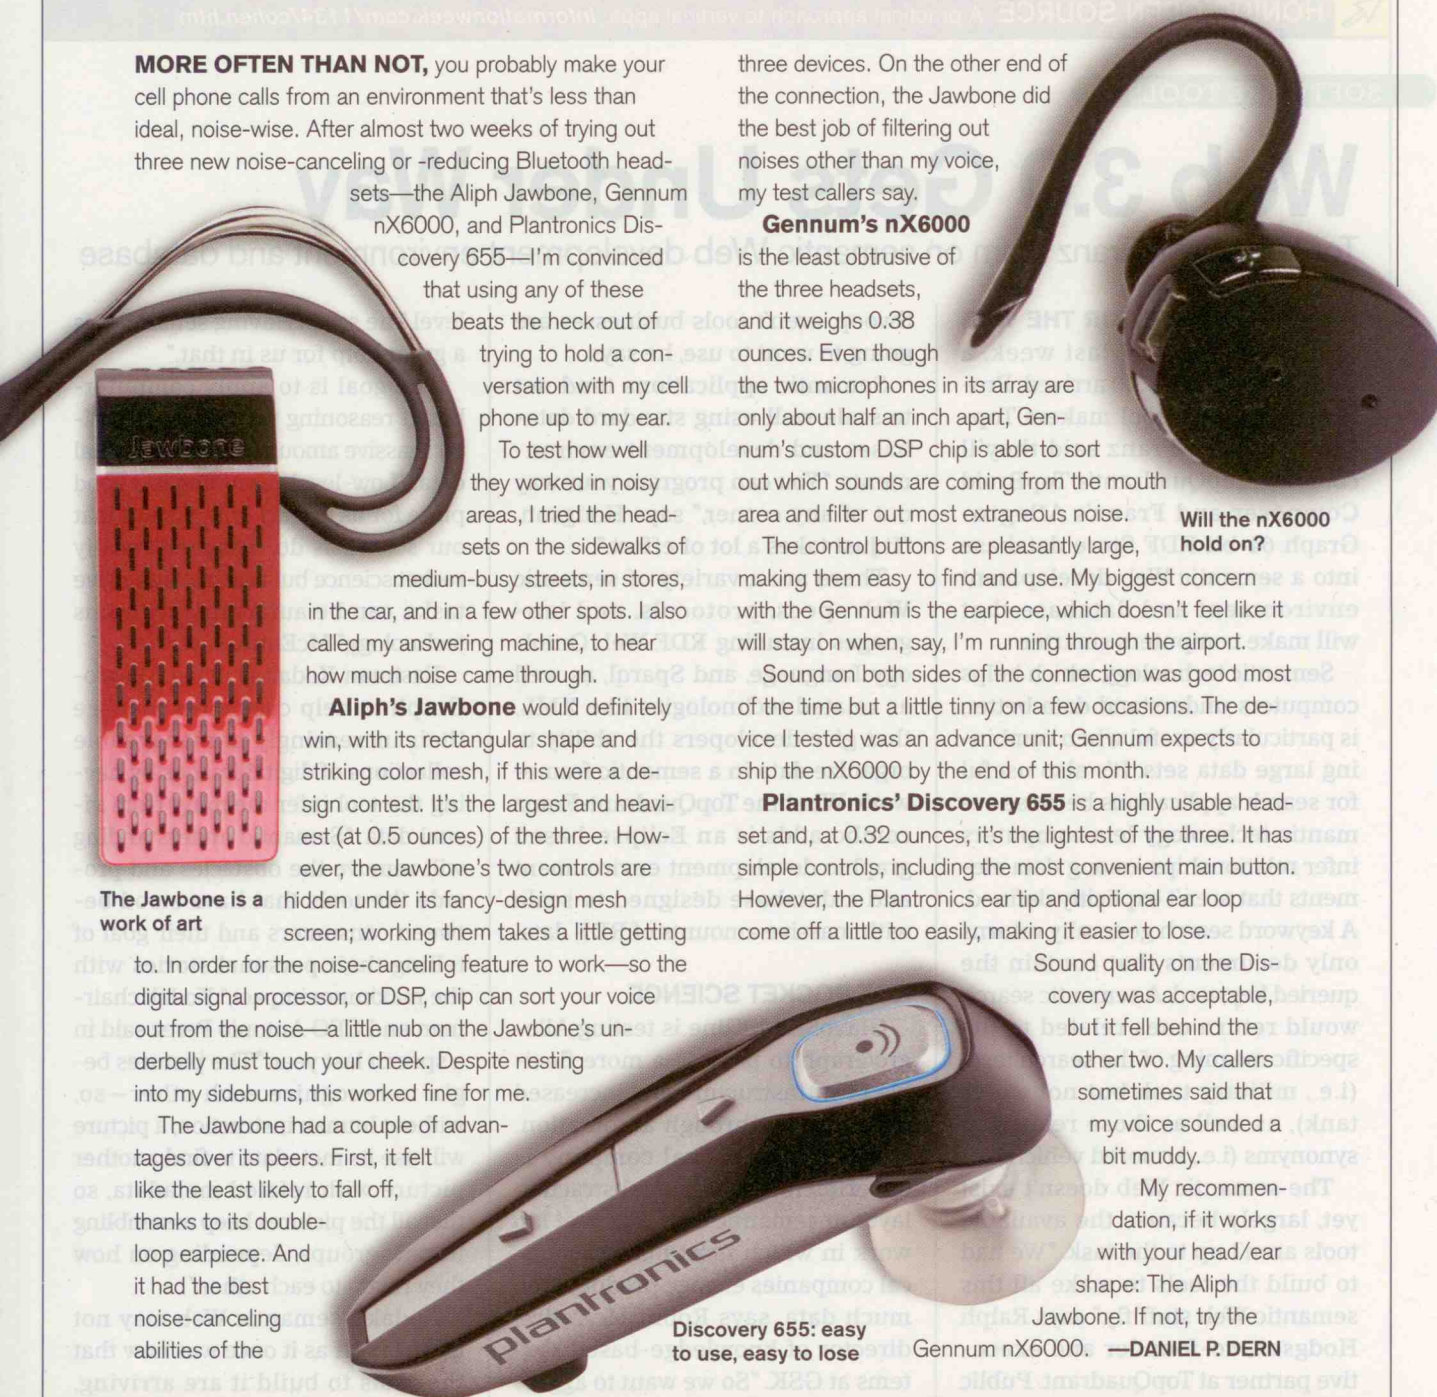 MORE OFTEN THAN NOT, you probably make your
cell phone calls from an environment that's less than
ideal, noise-wise. After almost two weeks of trying out
three new noise-canceling or -reducing Bluetooth head-
sets—the Aliph Jawbone, Gennum
nX6000, and Plantronics Dis-
covery 655—I'm convinced
that using any of these
beats the heck out of
trying to hold a con-
versation with my cell
phone up to my ear.
To test how well
they worked in noisy
areas, I tried the head-
sets on the sidewalks of
medium-busy streets, in stores,
in the car, and in a few other spots. I also
called my answering machine, to hear
how much noise came through.
Aliph's Jawbone would definitely
win, with its rectangular shape and
striking color mesh, if this were a de-
sign contest. It's the largest and heavi-
est (at 0.6 ounces) of the three. How-
ever, the Jawbone's two controls are
hidden under its fancy-design mesh
screen; working them takes a little getting
to. In order for the noise-canceling feature to work—so the
digital signal processor, or DSP, chip can sort your voice
out from the noise—a little nub on the Jawbone's un-
derbelly must touch your cheek. Despite nesting
into my sideburns, this worked fine for me.
The Jawbone had a couple of advan-
tages over its peers. First, it felt
like the least likely to fall off,
thanks to its double-
loop earpiece. And
it had the best
noise-canceling
abilities of the
three devices. On the other end of
the connection, the Jawbone did
the best job of filtering out
noises other than my voice,
my test callers say.
Gennum's nX6000
is the least obtrusive of
the three headsets,
and it weighs 0.38
ounces. Even though
the two microphones in its array are
only about half an inch apart, Gen-
num's custom DSP chip is able to sort
out which sounds are coming from the mouth
area and filter out most extraneous noise.
The control buttons are pleasantly large,
making them easy to find and use. My biggest concern
with the Gennum is the earpiece, which doesn't feel like it
will stay on when, say, I'm running through the airport.
Sound on both sides of the connection was good most
of the time but a little tinny on a few occasions. The de-
vice I tested was an advance unit; Gennum expects to
ship the nX6000 by the end of this month.
Plantronics' Discovery 655 is a highly usable head-
set and, at 0.32 ounces, it's the lightest of the three. It has
simple controls, including the most convenient main button.
However, the Plantronics ear tip and optional ear loop
come off a little too easily, making it easier to lose.
Sound quality on the Dis-
covery was acceptable,
but it fell behind the
other two. My callers
sometimes said that
my voice sounded a
bit muddy.
My recommen-
dation, if it works
with your head/ear
shape: The Aliph
Jawbone. If not, try the
Gennum nX6000. —DANIEL P. DERN
Jawbone
The Jawbone is a
work of art
Will the nX6000
hold on?
plantronics
Discovery 655: easy
to use, easy to lose